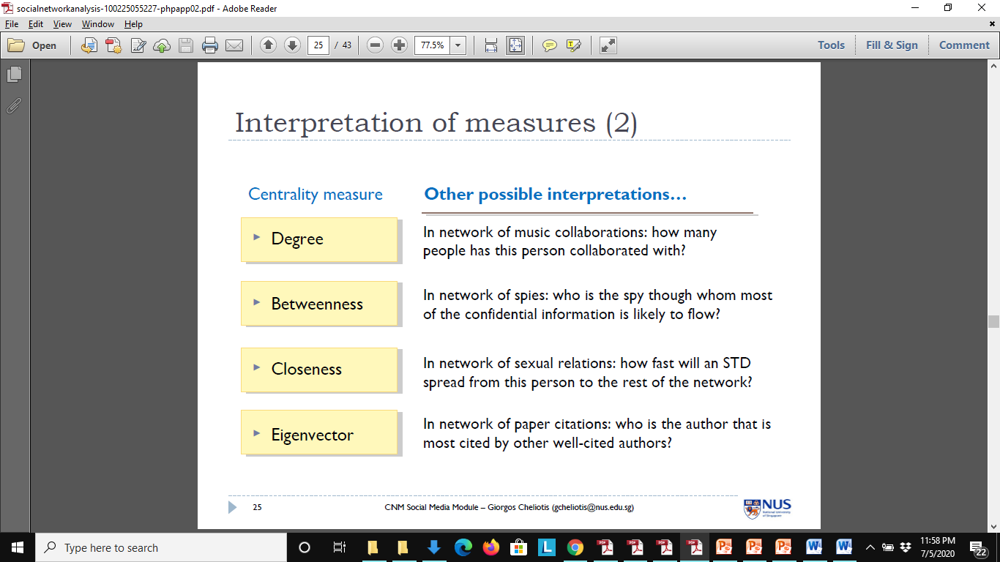 socialnetworkanalysis-100225055227-phpapp02.pdf - Adobe Reader
File Edit View Window Help
Open 25 / 43 77.5% Tools Fill & Sign Comment
Interpretation of measures (2)
Centrality measure Other possible interpretations…
Degree
In network of music collaborations: how many
people has this person collaborated with?
Betweenness
In network of spies: who is the spy though whom most
of the confidential information is likely to flow?
Closeness
In network of sexual relations: how fast will an STD
spread from this person to the rest of the network?
Eigenvector
In network of paper citations: who is the author that is
most cited by other well-cited authors?
25 CNM Social Media Module – Giorgos Cheliotis (gcheliotis@nus.edu.sg)
NUS
National University
of Singapore
Type here to search
11:58 PM
7/5/2020
22